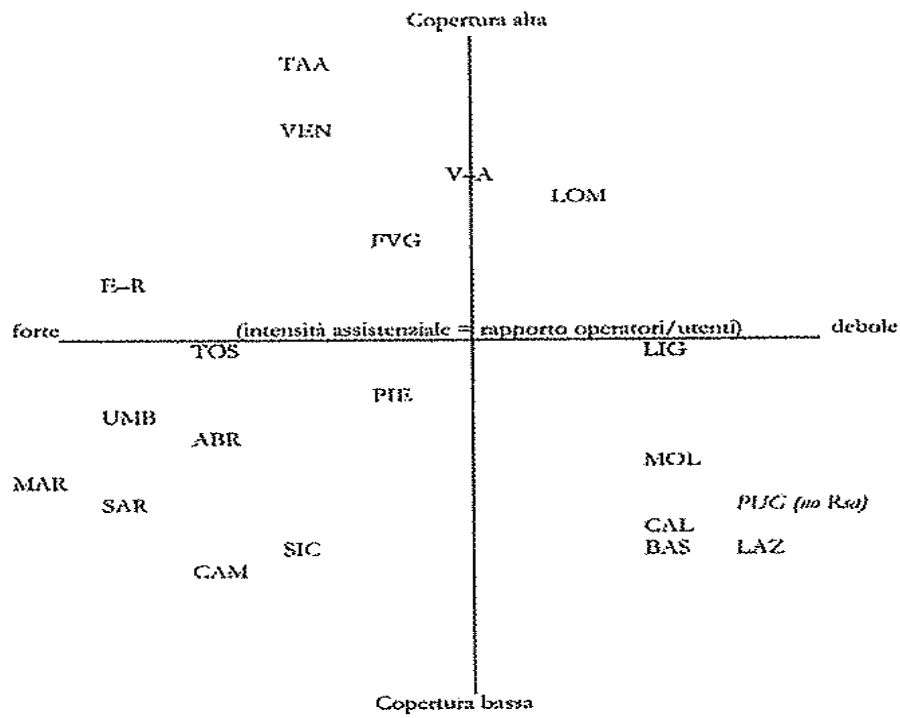 Copertura alta
TAA
VEN
V–A
LOM
FVG
E–R
forte (intensità assistenziale = rapporto operatori/utenti) debole
TOS LIG
PIE
UMB
ABR
MOL
MAR
SAR PUG (no Rsa)
CAL
SIC BAS LAZ
CAM
Copertura bassa